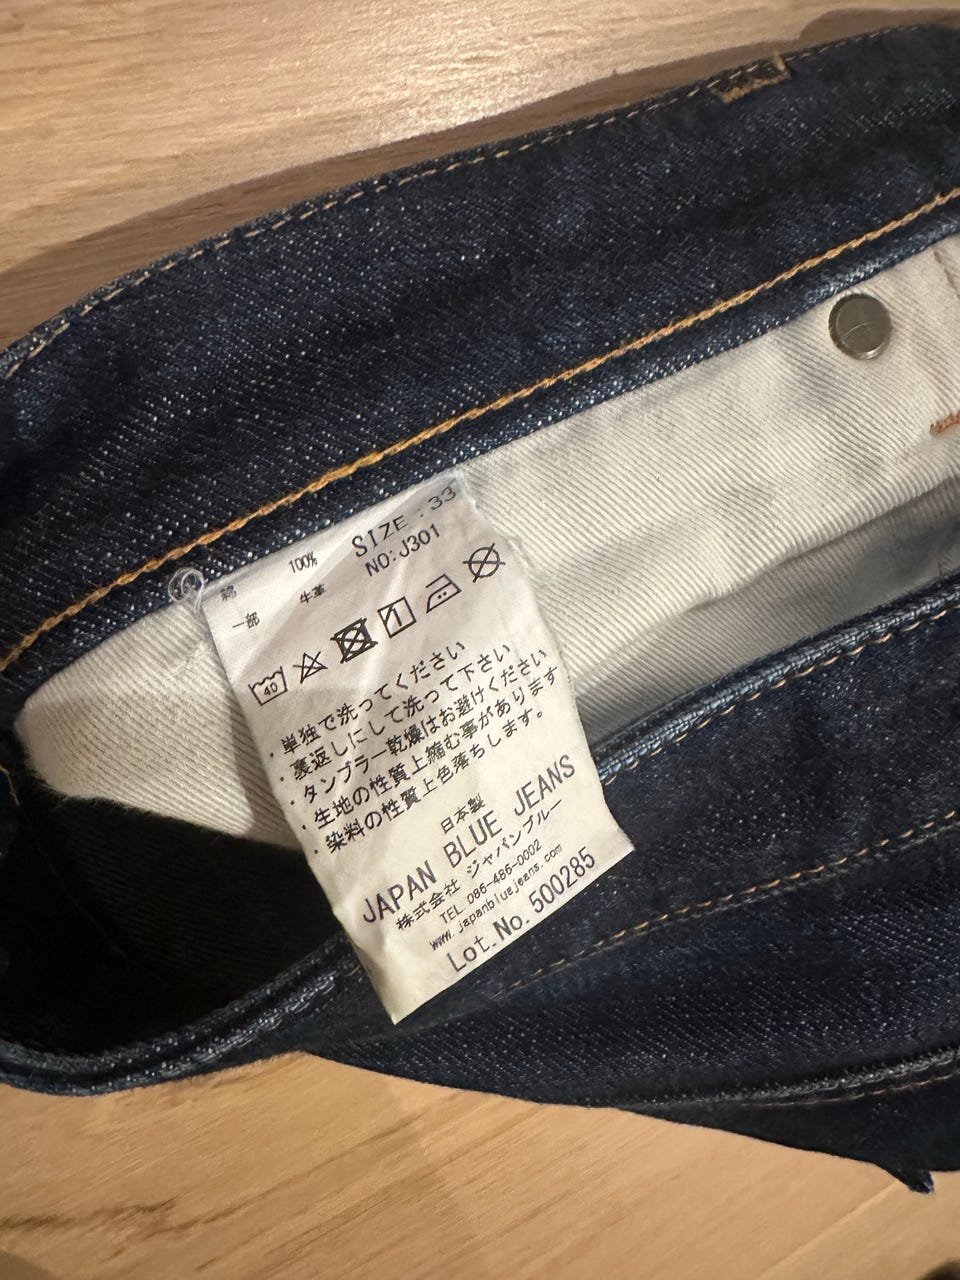 SIZE : 33
NO: J301
綿 100%
一部 牛革
40
・単独で洗ってください
・裏返しにして洗って下さい
・タンブラー乾燥はお避けください
・生地の性質上縮む事があります
・染料の性質上色落ちします。
日本製
JAPAN BLUE JEANS
株式会社 ジャパンブルー
TEL.086-486-0002
www.japanbluejeans.com
Lot.No.500285